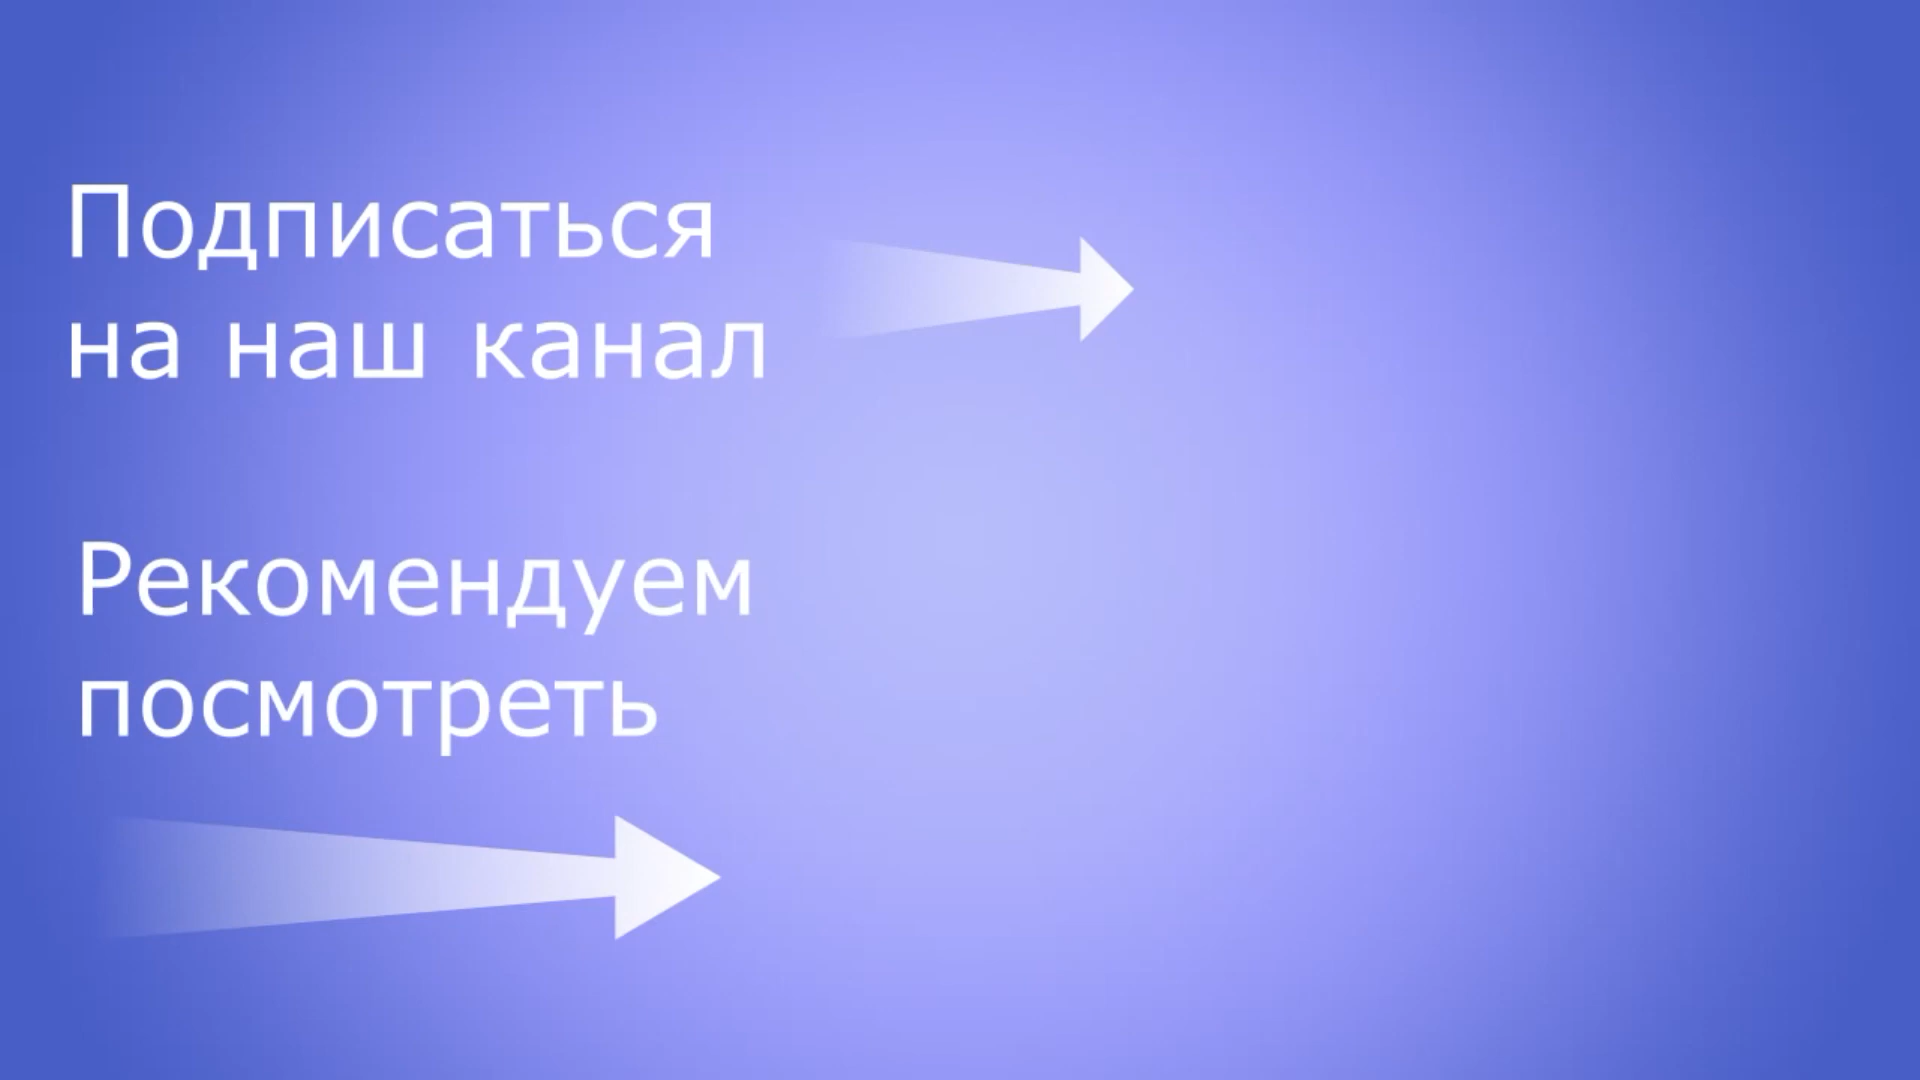 Подписаться
на наш канал
Рекомендуем
посмотреть